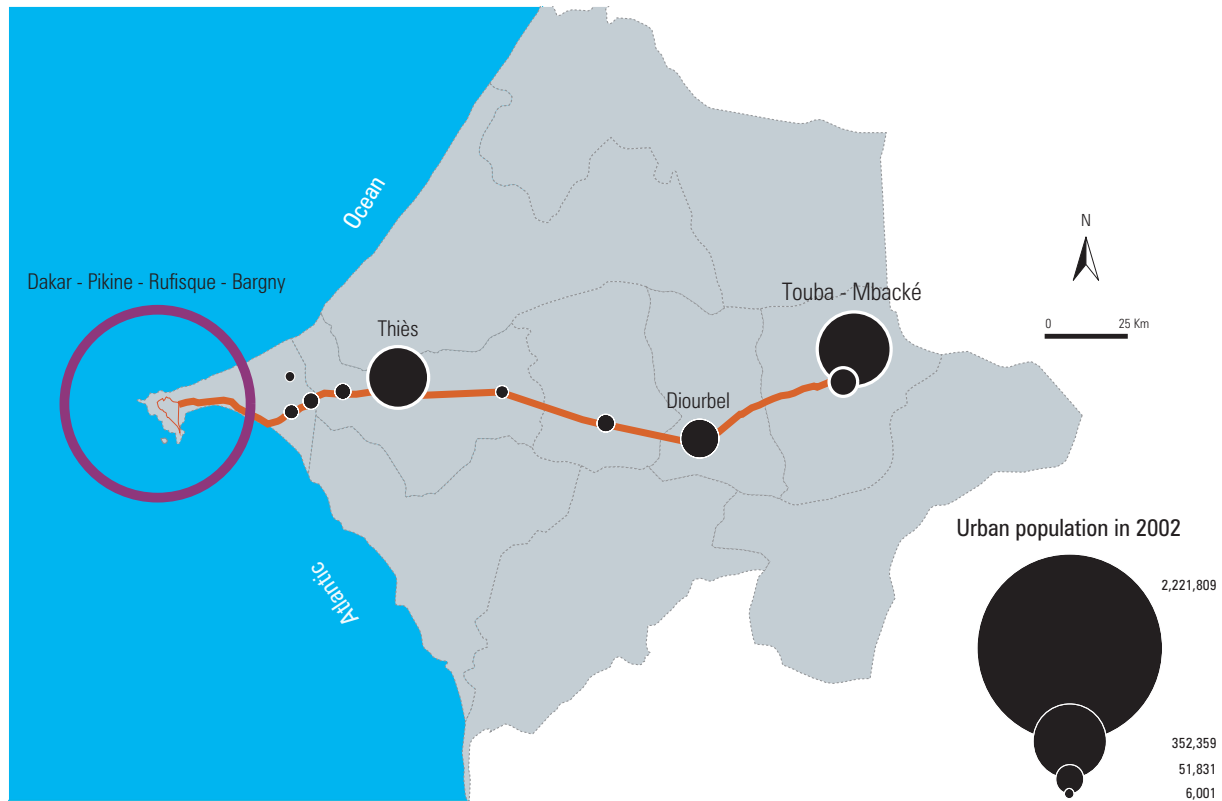 Ocean
N
Dakar - Pikine - Rufisque - Bargny
Touba - Mbacké
0 25 Km
Thiès
Diourbel
Urban population in 2002
Atlantic
2,221,809
352,359
51,831
6,001